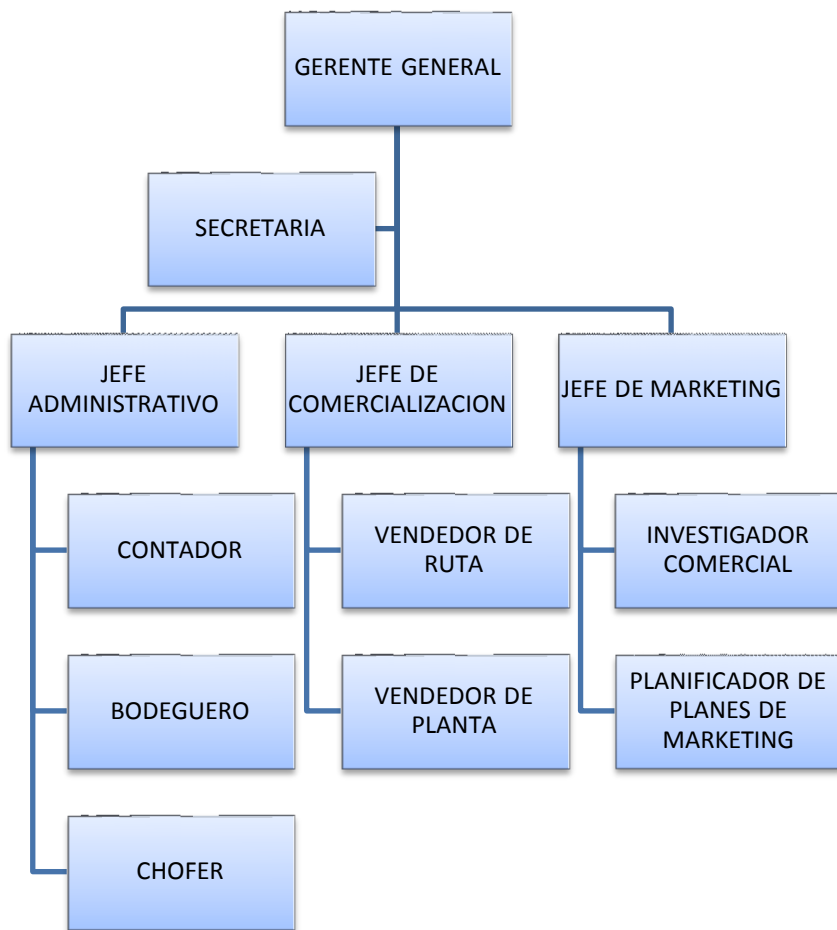 GERENTE GENERAL
SECRETARIA
JEFE
ADMINISTRATIVO
JEFE DE
COMERCIALIZACION
JEFE DE MARKETING
CONTADOR
VENDEDOR DE
RUTA
INVESTIGADOR
COMERCIAL
BODEGUERO
VENDEDOR DE
PLANTA
PLANIFICADOR DE
PLANES DE
MARKETING
CHOFER